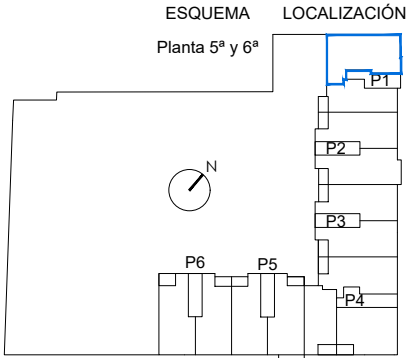 ESQUEMA LOCALIZACIÓN
Planta 5ª y 6ª
P1
P2
N
P3
P6 P5
P4